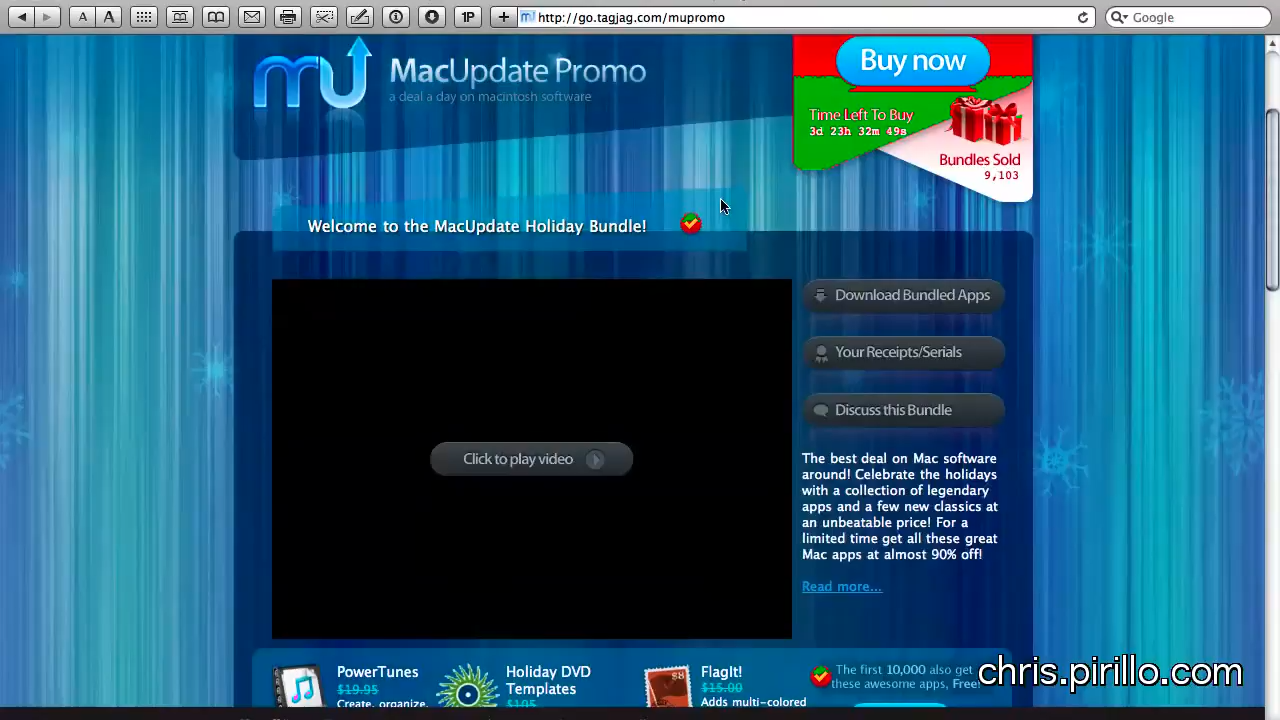 A A 1P + http://go.tagjag.com/mupromo Google
mu MacUpdate Promo
a deal a day on macintosh software
Buy now
Time Left To Buy
3d 23h 32m 49s
Bundles Sold
9,103
Welcome to the MacUpdate Holiday Bundle!
Click to play video
Download Bundled Apps
Your Receipts/Serials
Discuss this Bundle
The best deal on Mac software
around! Celebrate the holidays
with a collection of legendary
apps and a few new classics at
an unbeatable price! For a
limited time get all these great
Mac apps at almost 90% off!
Read more...
PowerTunes
$19.95
Create, organize,
Holiday DVD
Templates
$195
FlagIt!
$15.00
Adds multi-colored
The first 10,000 also get
these awesome apps, Free!
chris.pirillo.com